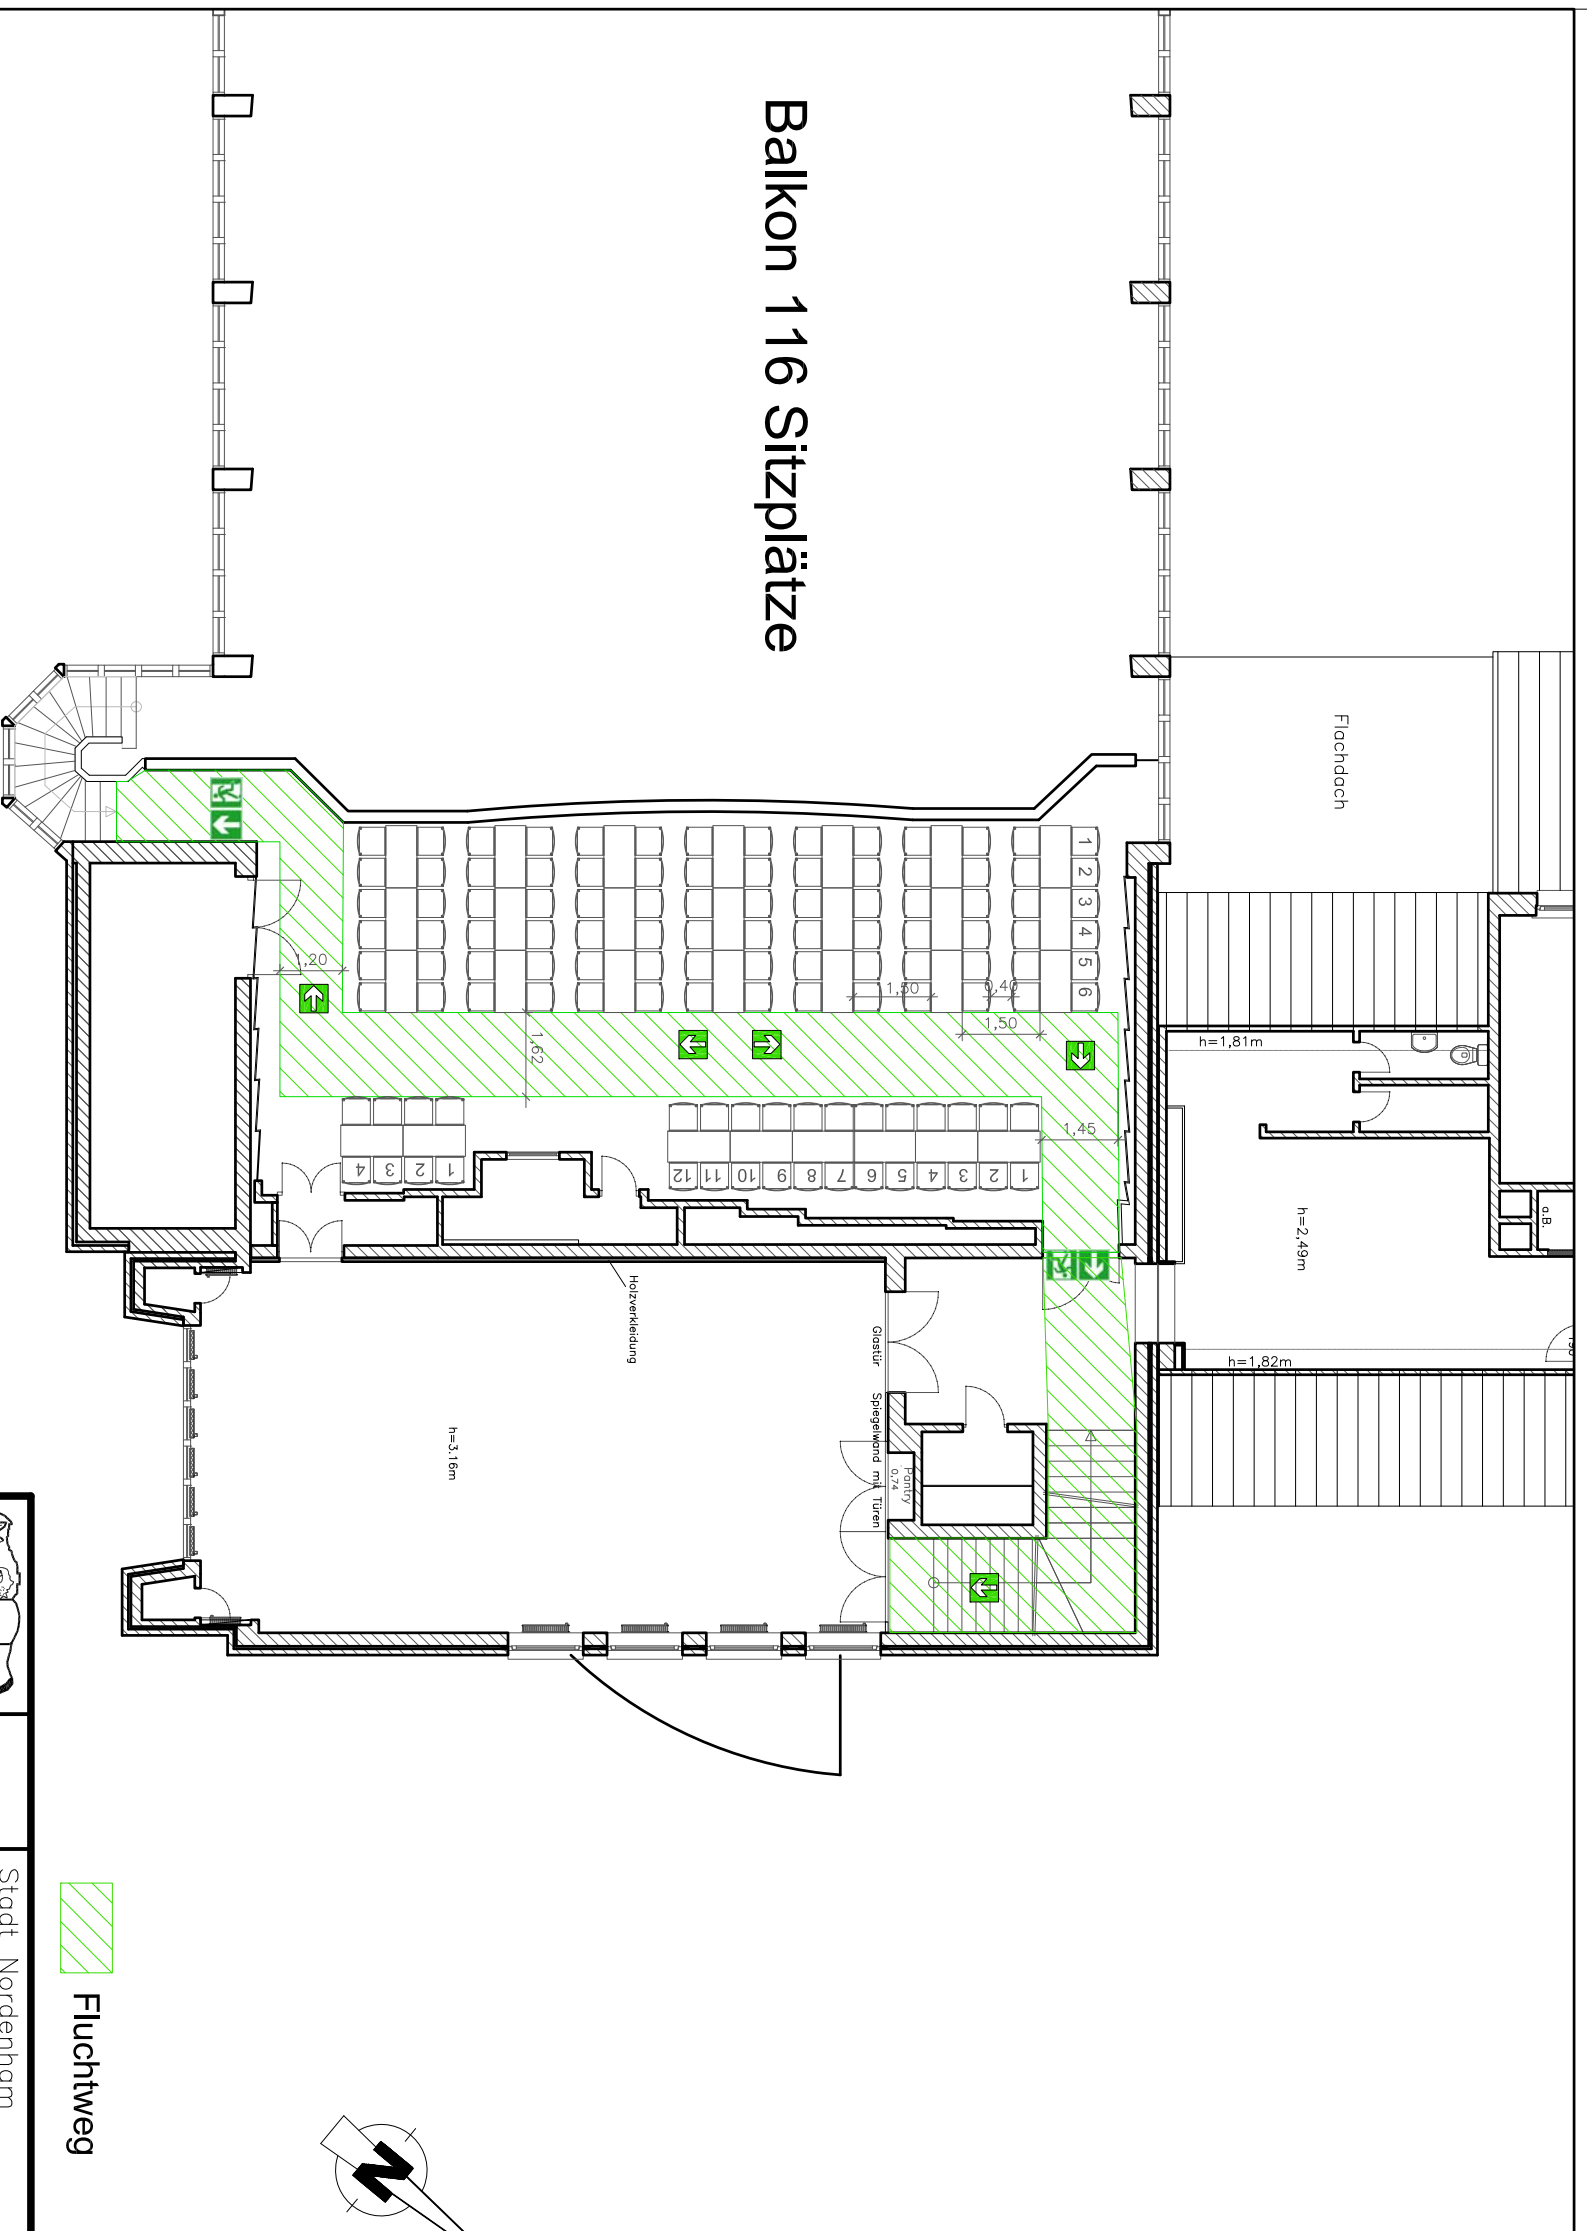 Balkon 116 Sitzplätze
Flachdach
1
2
3
4
5
6
1,20
1,50
0,40
1,50
1,62
1,45
4
3
2
1
12
11
10
9
8
7
6
5
4
3
2
1
h=1,81m
h=2,49m
a.B.
h=1,82m
Holzverkleidung
Glastür
Spiegelwand mit Türen
Pantry
0,74
h=3.16m
Fluchtweg
Stadt Nordenham
N